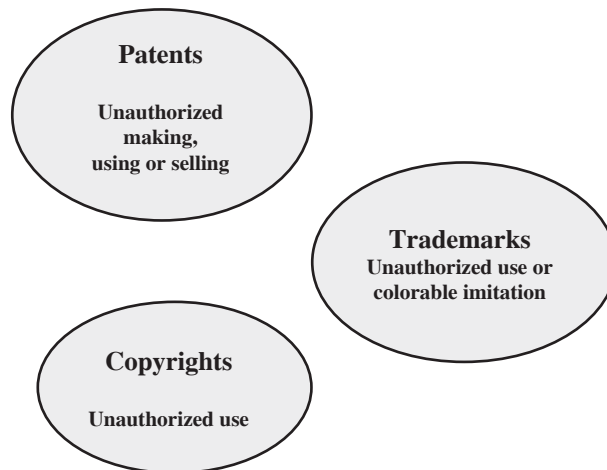 Patents
Unauthorized
making,
using or selling
Trademarks
Unauthorized use or
colorable imitation
Copyrights
Unauthorized use